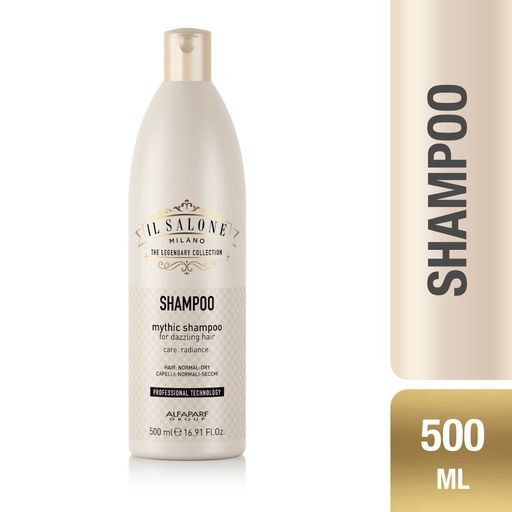 IL SALONE
MILANO
THE LEGENDARY COLLECTION
SHAMPOO
mythic shampoo
for dazzling hair
care, radiance.
HAIR: NORMAL-DRY
CAPELLI: NORMALI-SECCHI
PROFESSIONAL TECHNOLOGY
ALFAPARF
GROUP
500 ml ℮ 16.91 FL.Oz.
SHAMPOO
500
ML